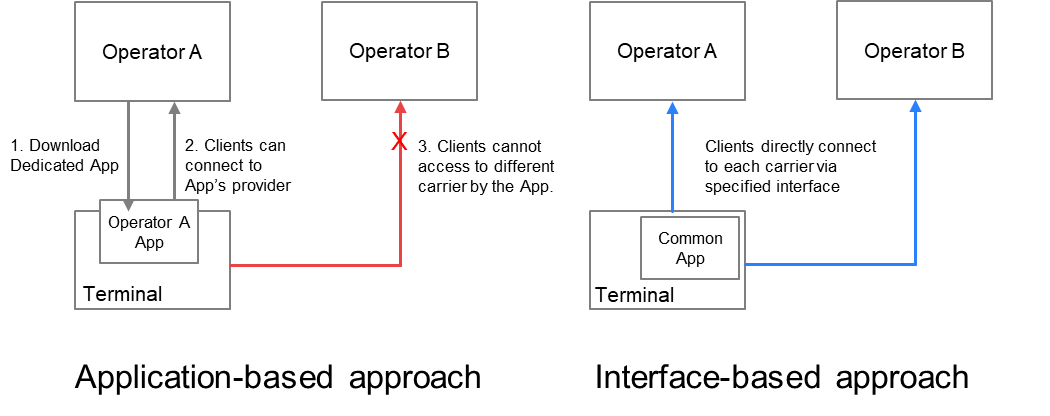 Operator A
Operator B
1. Download
Dedicated App
2. Clients can
connect to
App's provider
X
3. Clients cannot
access to different
carrier by the App.
Operator A
App
Terminal
Application-based approach
Operator A
Operator B
Clients directly connect
to each carrier via
specified interface
Common
App
Terminal
Interface-based approach